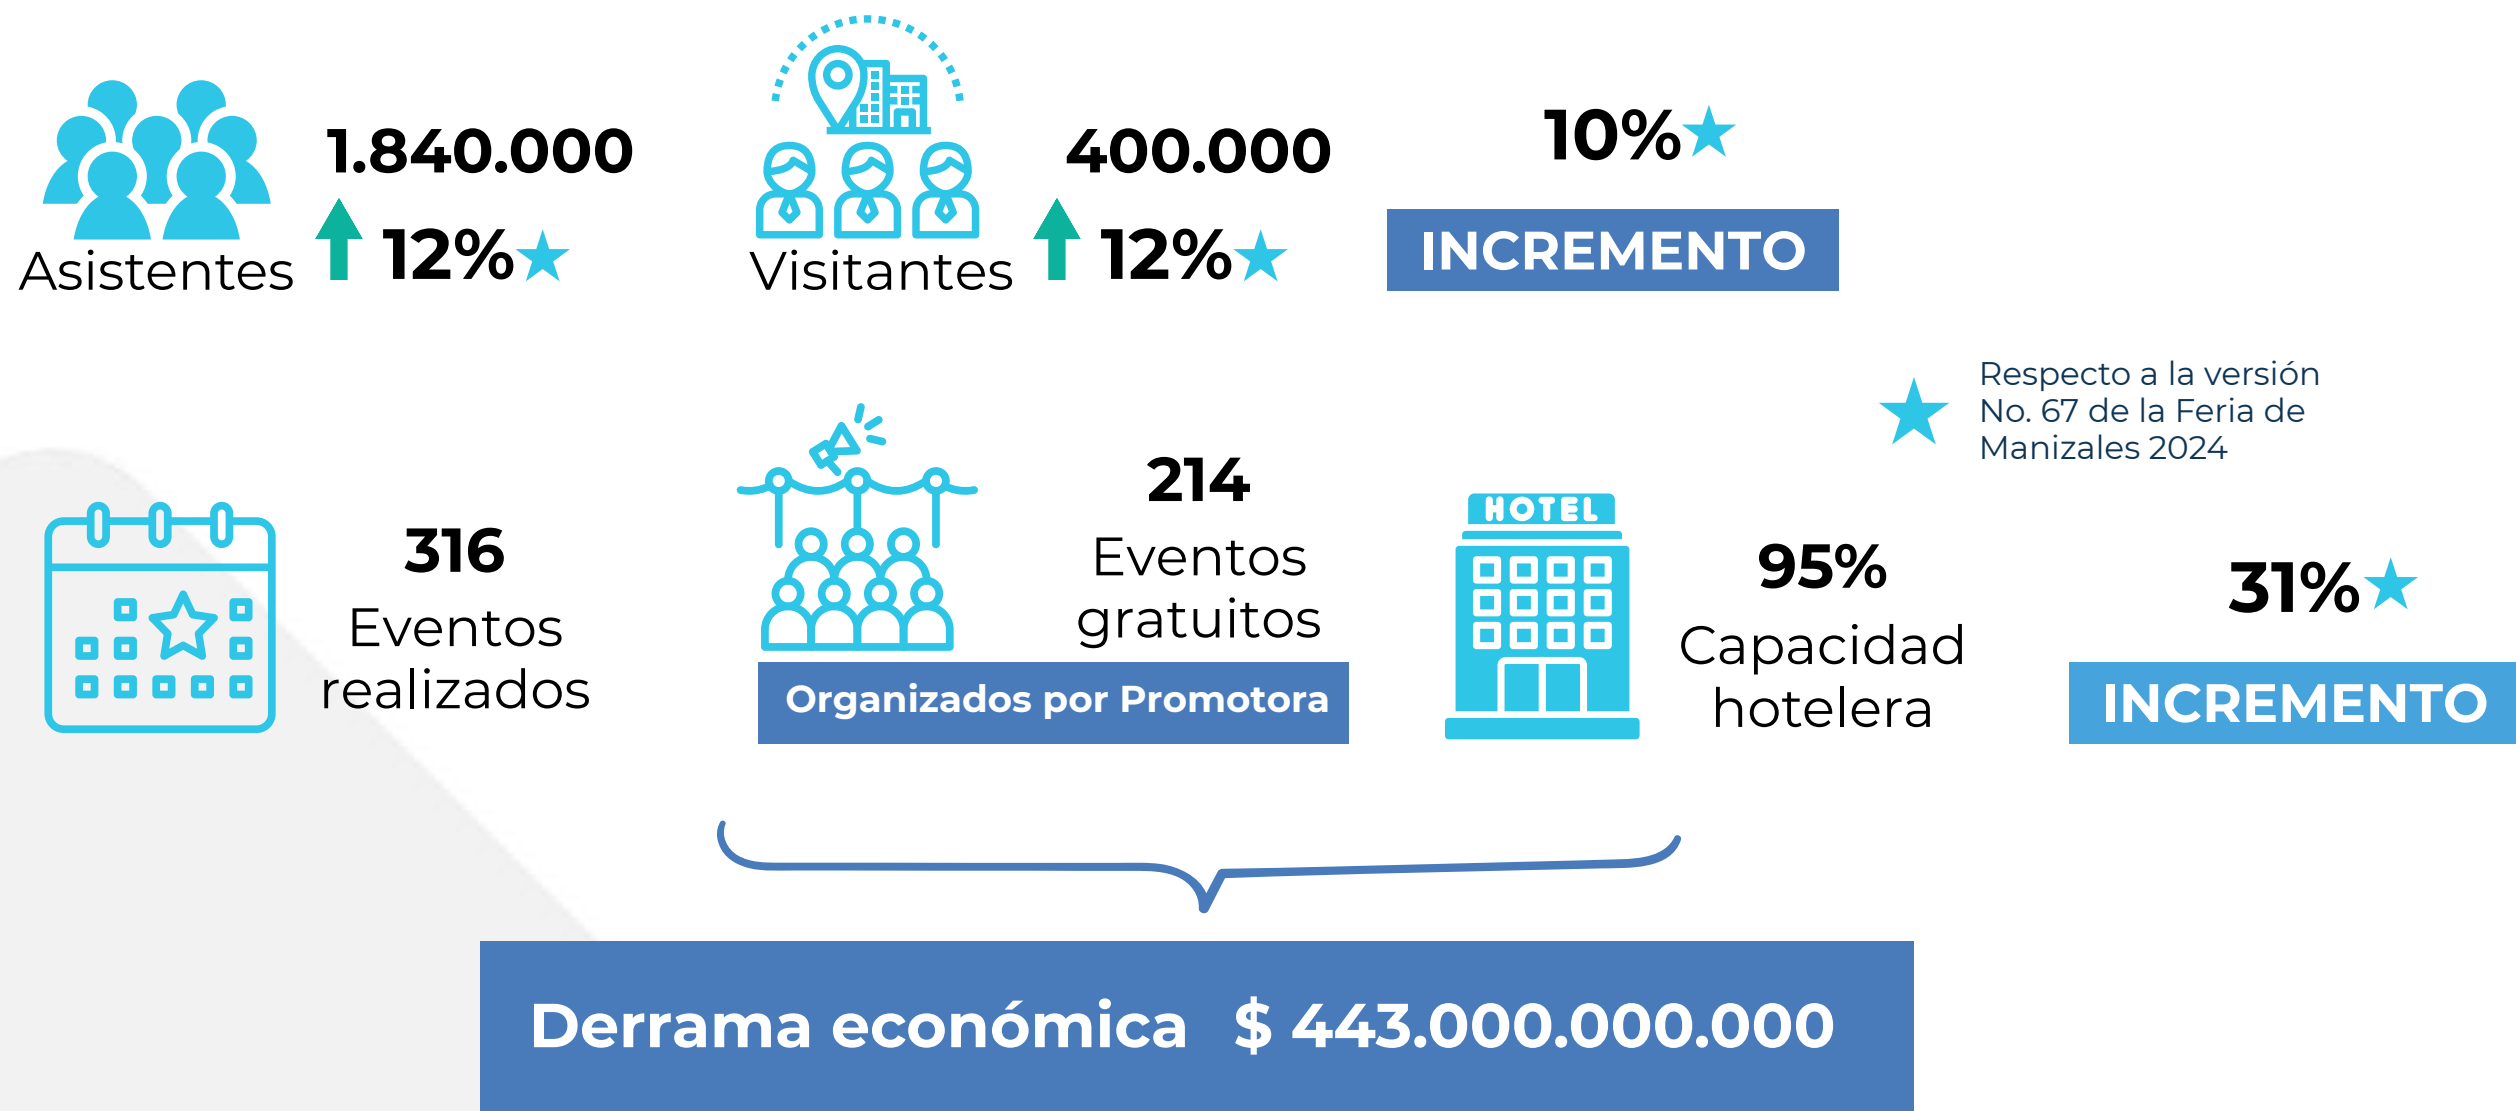 1.840.000
12%
Asistentes
400.000
12%
Visitantes
10%
INCREMENTO
Respecto a la versión
No. 67 de la Feria de
Manizales 2024
316
Eventos
realizados
214
Eventos
gratuitos
Organizados por Promotora
HOTEL
95%
Capacidad
hotelera
31%
INCREMENTO
Derrama económica $ 443.000.000.000